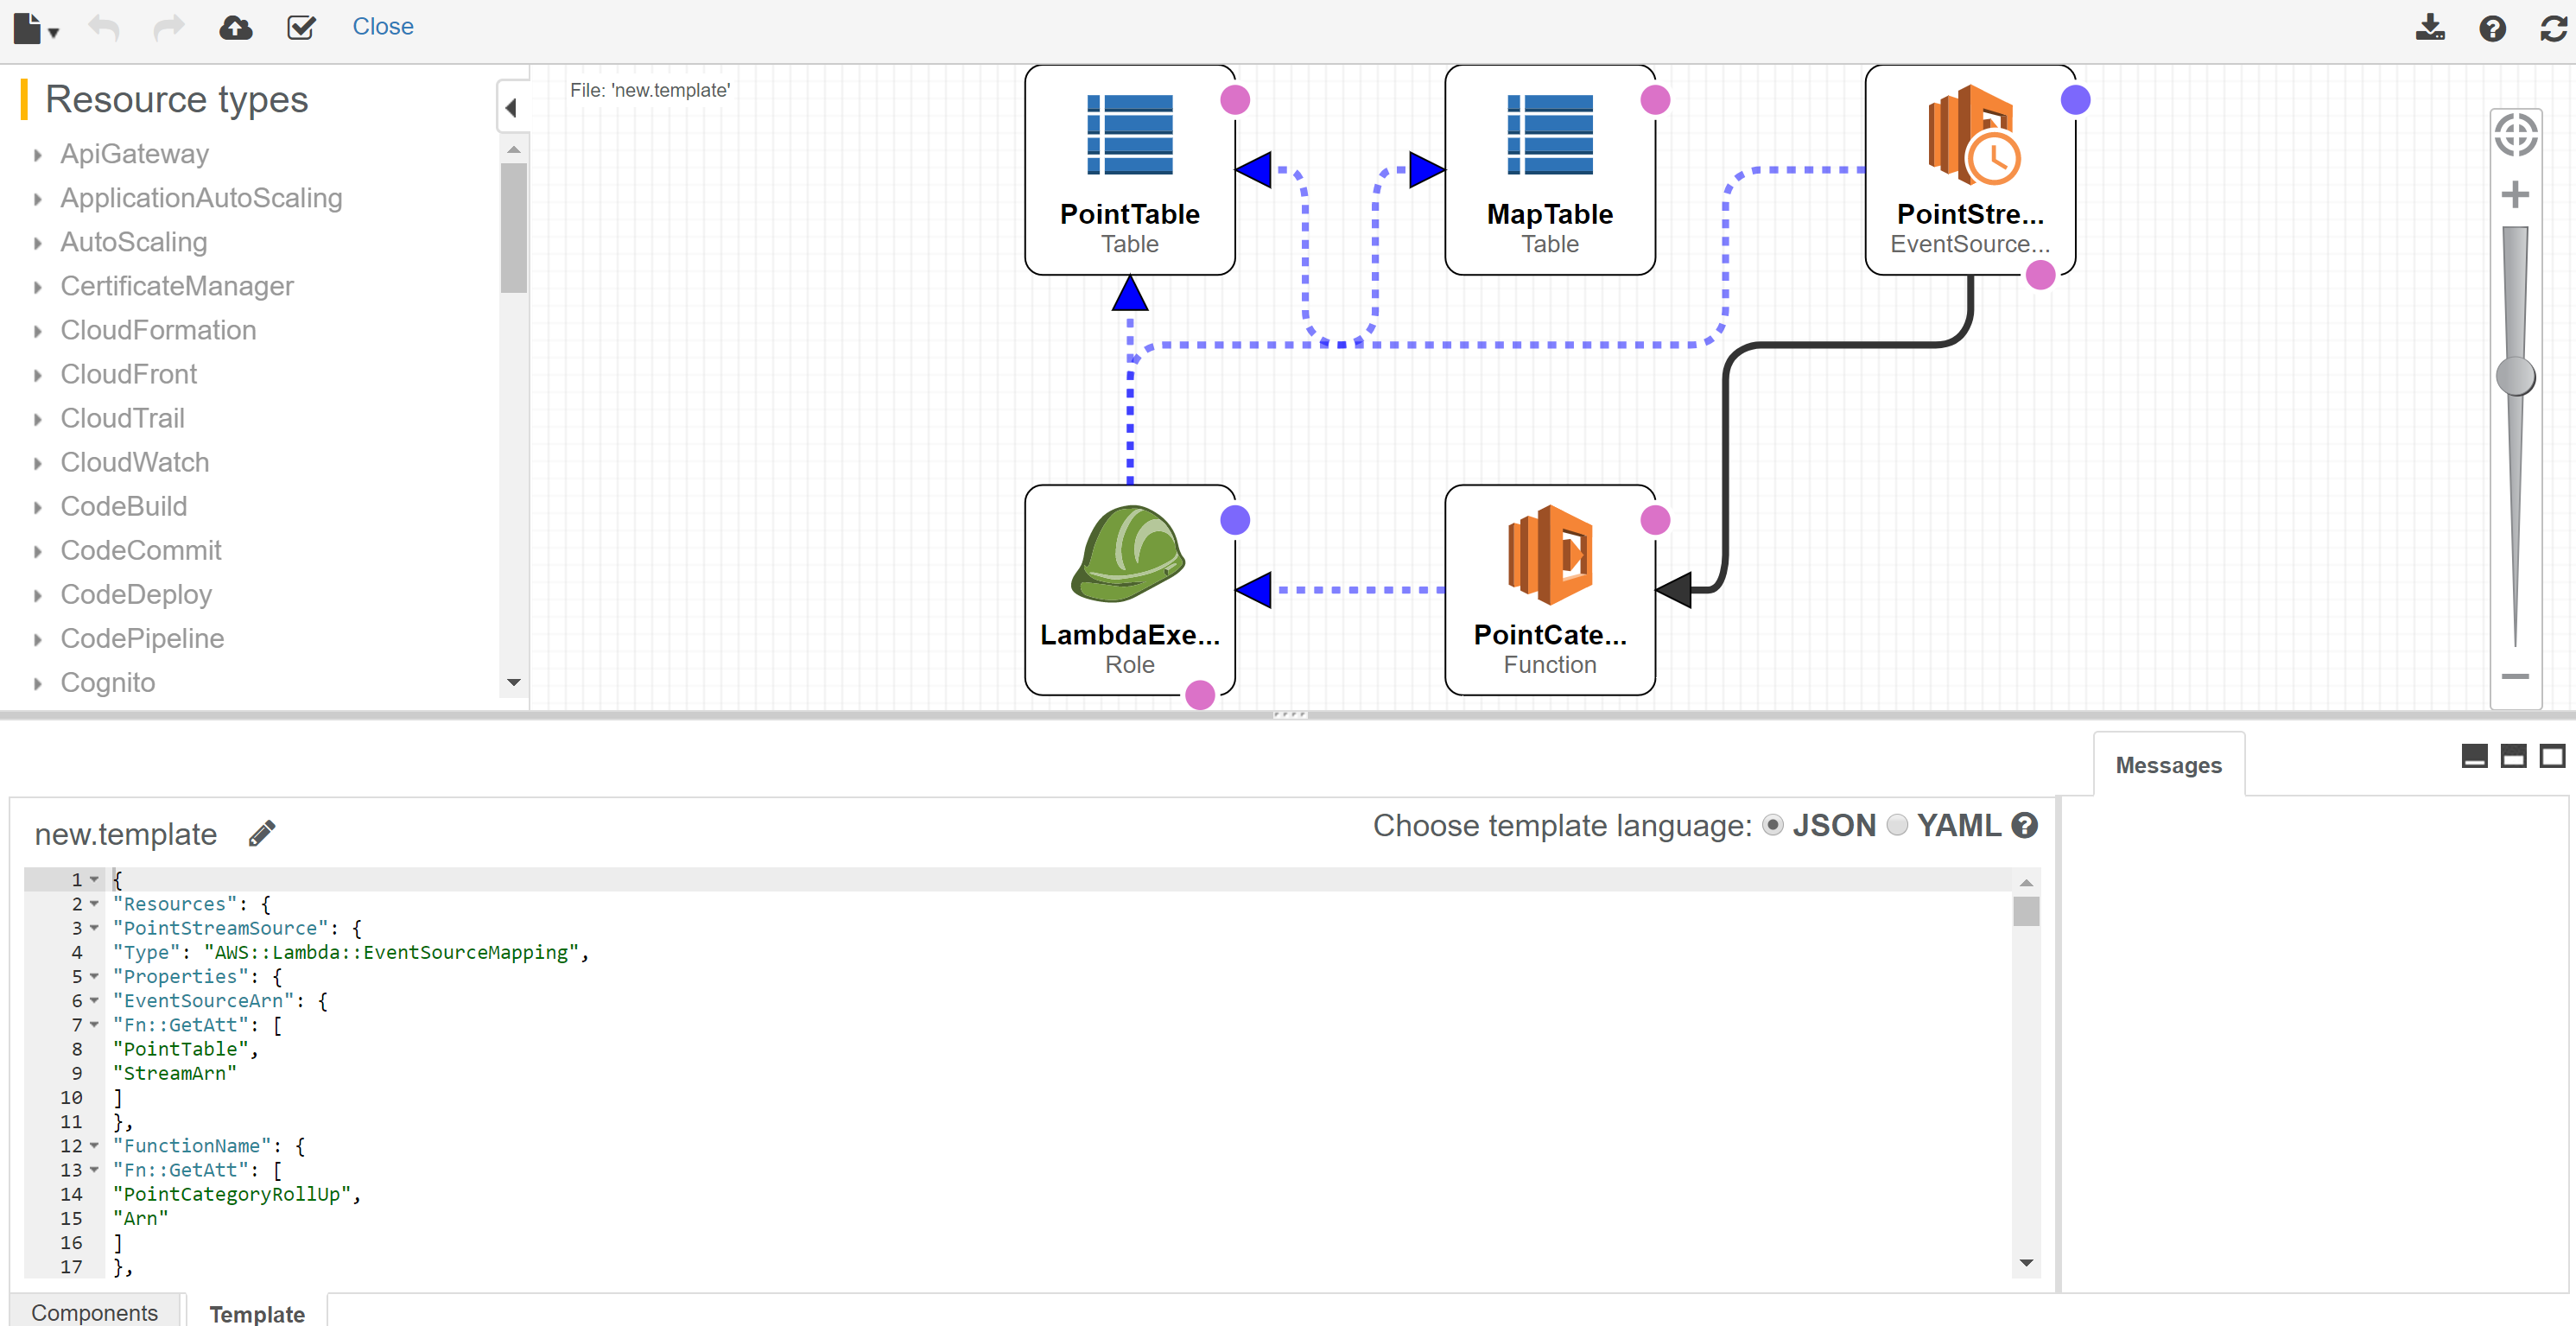 Close
Resource types
ApiGateway
ApplicationAutoScaling
AutoScaling
CertificateManager
CloudFormation
CloudFront
CloudTrail
CloudWatch
CodeBuild
CodeCommit
CodeDeploy
CodePipeline
Cognito
File: 'new.template'
PointTable
Table
MapTable
Table
PointStre...
EventSource...
LambdaExe...
Role
PointCate...
Function
Messages
new.template
Choose template language: JSON YAML
1 {
2 "Resources": {
3 "PointStreamSource": {
4 "Type": "AWS::Lambda::EventSourceMapping",
5 "Properties": {
6 "EventSourceArn": {
7 "Fn::GetAtt": [
8 "PointTable",
9 "StreamArn"
10 ]
11 },
12 "FunctionName": {
13 "Fn::GetAtt": [
14 "PointCategoryRollUp",
15 "Arn"
16 ]
17 },
Components
Template